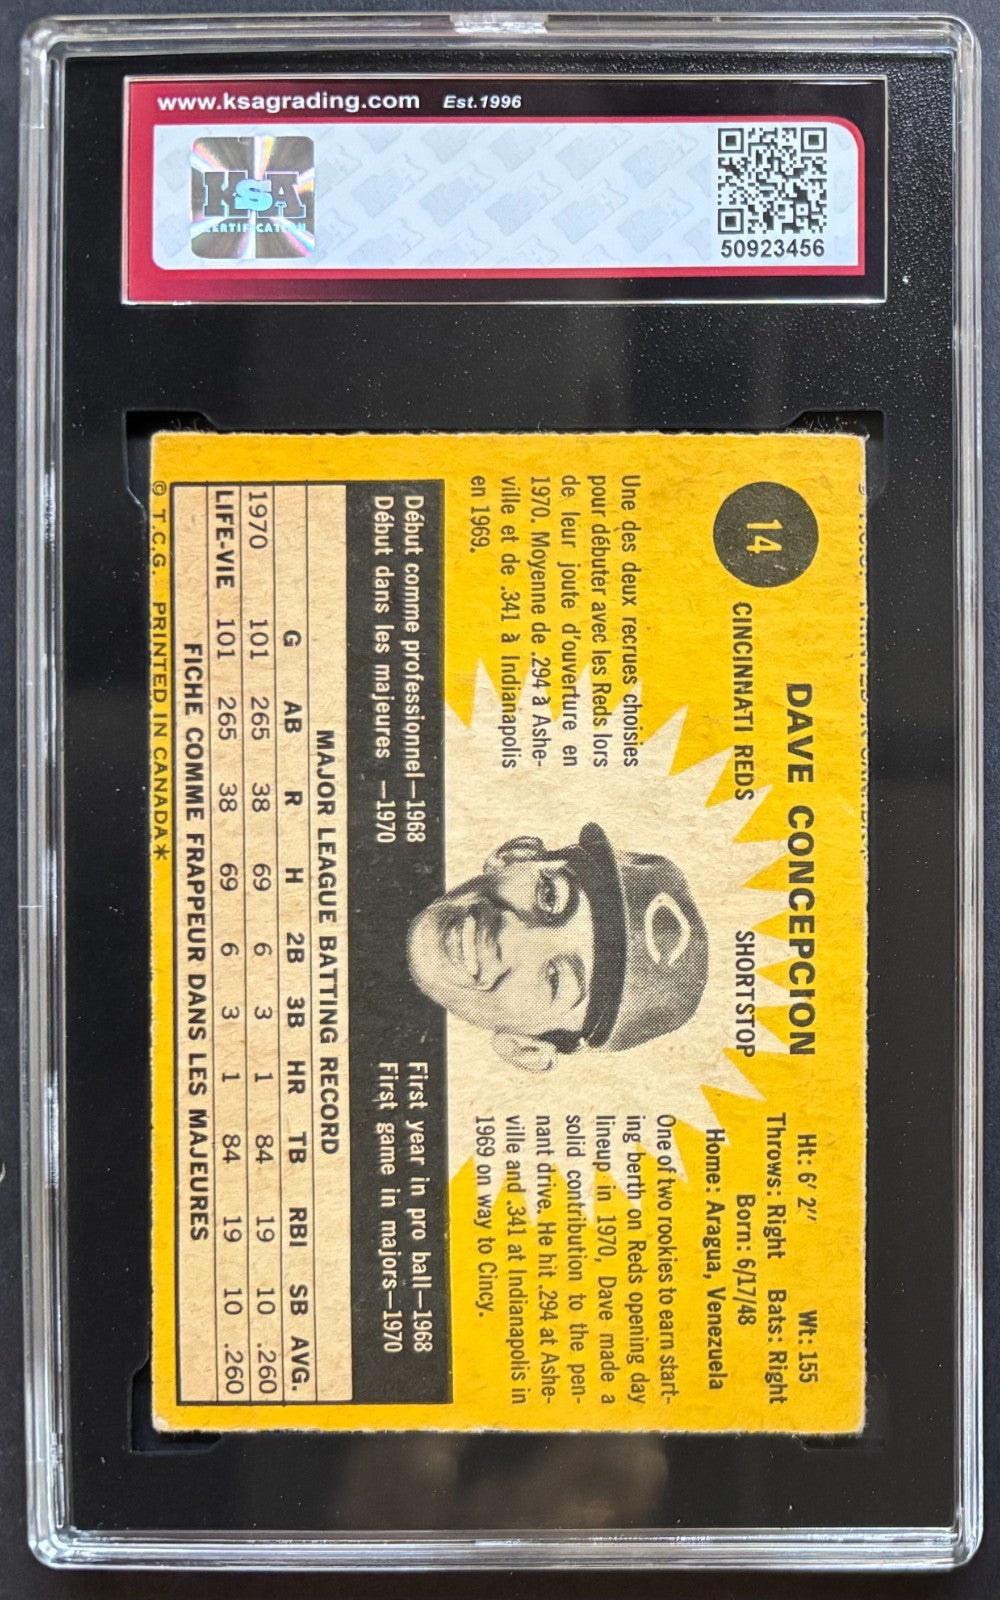 www.ksagrading.com Est.1996
KSA
CERTIFICATION
50923456
14
DAVE CONCEPCION
CINCINNATI REDS SHORTSTOP
Ht: 6' 2" Wt: 155
Throws: Right Bats: Right
Born: 6/17/48
Home: Aragua, Venezuela
Une des deux recrues choisies
pour débuter avec les Reds lors
de leur joute d'ouverture en
1970. Moyenne de .294 à Ashe-
ville et de .341 à Indianapolis
en 1969.
One of two rookies to earn start-
ing berth on Reds opening day
lineup in 1970, Dave made a
solid contribution to the pen-
nant drive. He hit .294 at Ashe-
ville and .341 at Indianapolis in
1969 on way to Cincy.
Début comme professionnel—1968
Début dans les majeures —1970
First year in pro ball—1968
First game in majors—1970
MAJOR LEAGUE BATTING RECORD
G AB R H 2B 3B HR TB RBI SB AVG.
1970 101 265 38 69 6 3 1 84 19 10 .260
LIFE-VIE 101 265 38 69 6 3 1 84 19 10 .260
FICHE COMME FRAPPEUR DANS LES MAJEURES
© T.C.G. PRINTED IN CANADA*